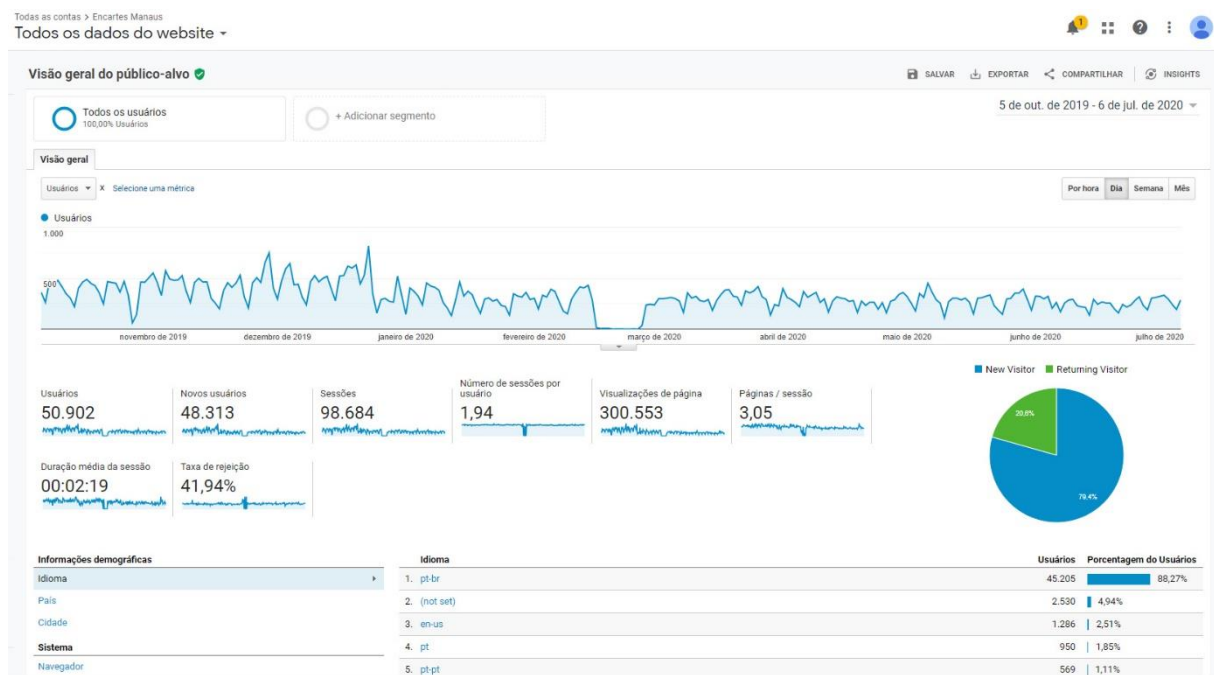 Todas as contas > Encartes Manaus
Todos os dados do website
1
Visão geral do público-alvo
SALVAR EXPORTAR COMPARTILHAR INSIGHTS
Todos os usuários
100,00% Usuários
+ Adicionar segmento
5 de out. de 2019 - 6 de jul. de 2020
Visão geral
Usuários X Selecione uma métrica
Por hora Dia Semana Mês
Usuários
1.000
500
novembro de 2019 dezembro de 2019 janeiro de 2020 fevereiro de 2020 março de 2020 abril de 2020 maio de 2020 junho de 2020 julho de 2020
New Visitor Returning Visitor
Usuários
50.902
Novos usuários
48.313
Sessões
98.684
Número de sessões por
usuário
1,94
Visualizações de página
300.553
Páginas / sessão
3,05
20,6%
79,4%
Duração média da sessão
00:02:19
Taxa de rejeição
41,94%
Informações demográficas
Idioma
País
Cidade
Sistema
Navegador
Idioma Usuários Porcentagem do Usuários
1. pt-br 45.205 88,27%
2. (not set) 2.530 4,94%
3. en-us 1.286 2,51%
4. pt 950 1,85%
5. pt-pt 569 1,11%